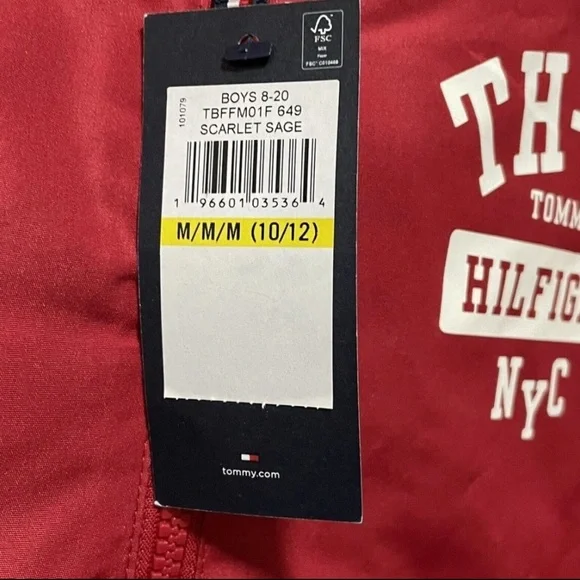 FSC
MIX
Paper
101079
BOYS 8-20
TBFFM01F 649
SCARLET SAGE
1 96601 03536 4
M/M/M (10/12)
tommy.com
TH-
TOMM
HILFIG
NYC